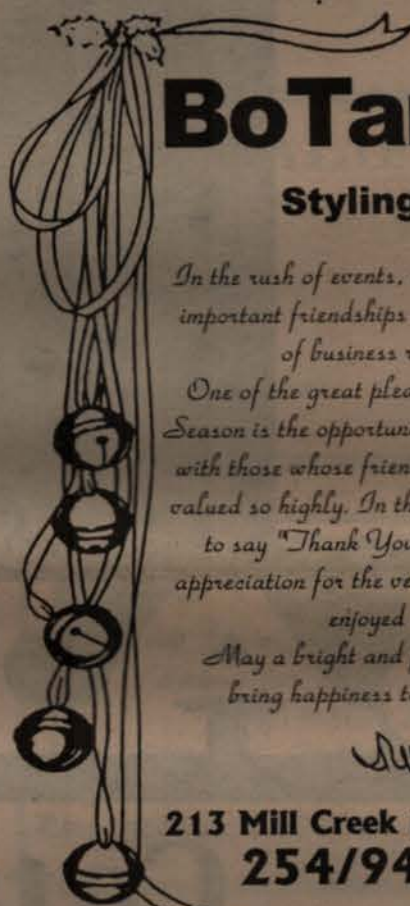 BoTa
Styling
In the rush of events,
important friendships
of business
One of the great plea
Season is the opportun
with those whose frien
valued so highly. In th
to say "Thank You
appreciation for the ve
enjoyed
May a bright and
bring happiness t
213 Mill Creek
254/94